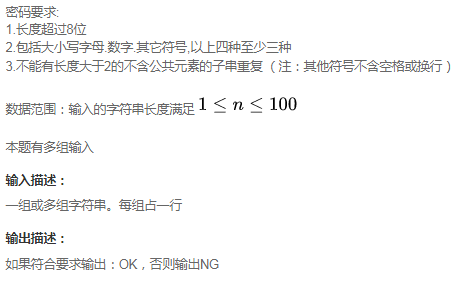 密码要求:
1.长度超过8位
2.包括大小写字母.数字.其它符号,以上四种至少三种
3.不能有长度大于2的不含公共元素的子串重复（注：其他符号不含空格或换行）
数据范围：输入的字符串长度满足 1 ≤ n ≤ 100
本题有多组输入
输入描述：
一组或多组字符串。每组占一行
输出描述：
如果符合要求输出：OK，否则输出NG